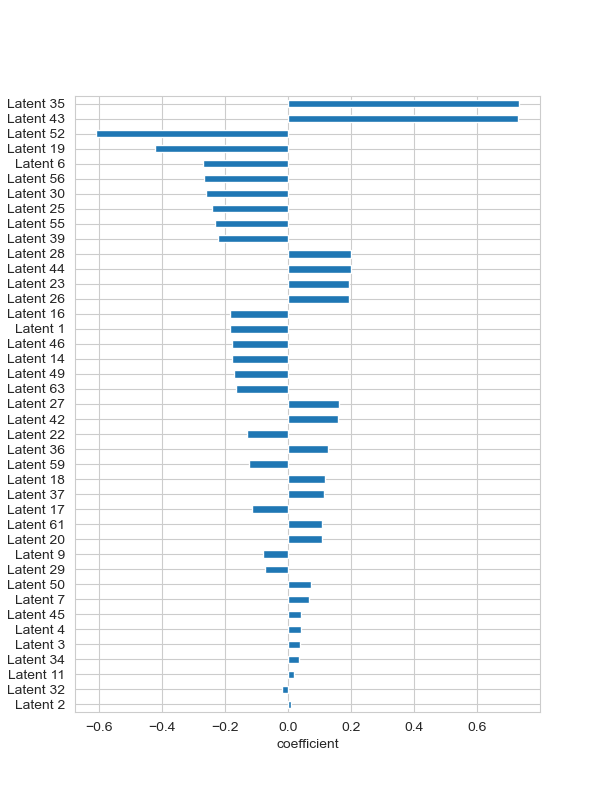 Latent 35
Latent 43
Latent 52
Latent 19
Latent 6
Latent 56
Latent 30
Latent 25
Latent 55
Latent 39
Latent 28
Latent 44
Latent 23
Latent 26
Latent 16
Latent 1
Latent 46
Latent 14
Latent 49
Latent 63
Latent 27
Latent 42
Latent 22
Latent 36
Latent 59
Latent 18
Latent 37
Latent 17
Latent 61
Latent 20
Latent 9
Latent 29
Latent 50
Latent 7
Latent 45
Latent 4
Latent 3
Latent 34
Latent 11
Latent 32
Latent 2
−0.6 −0.4 −0.2 0.0 0.2 0.4 0.6
coefficient